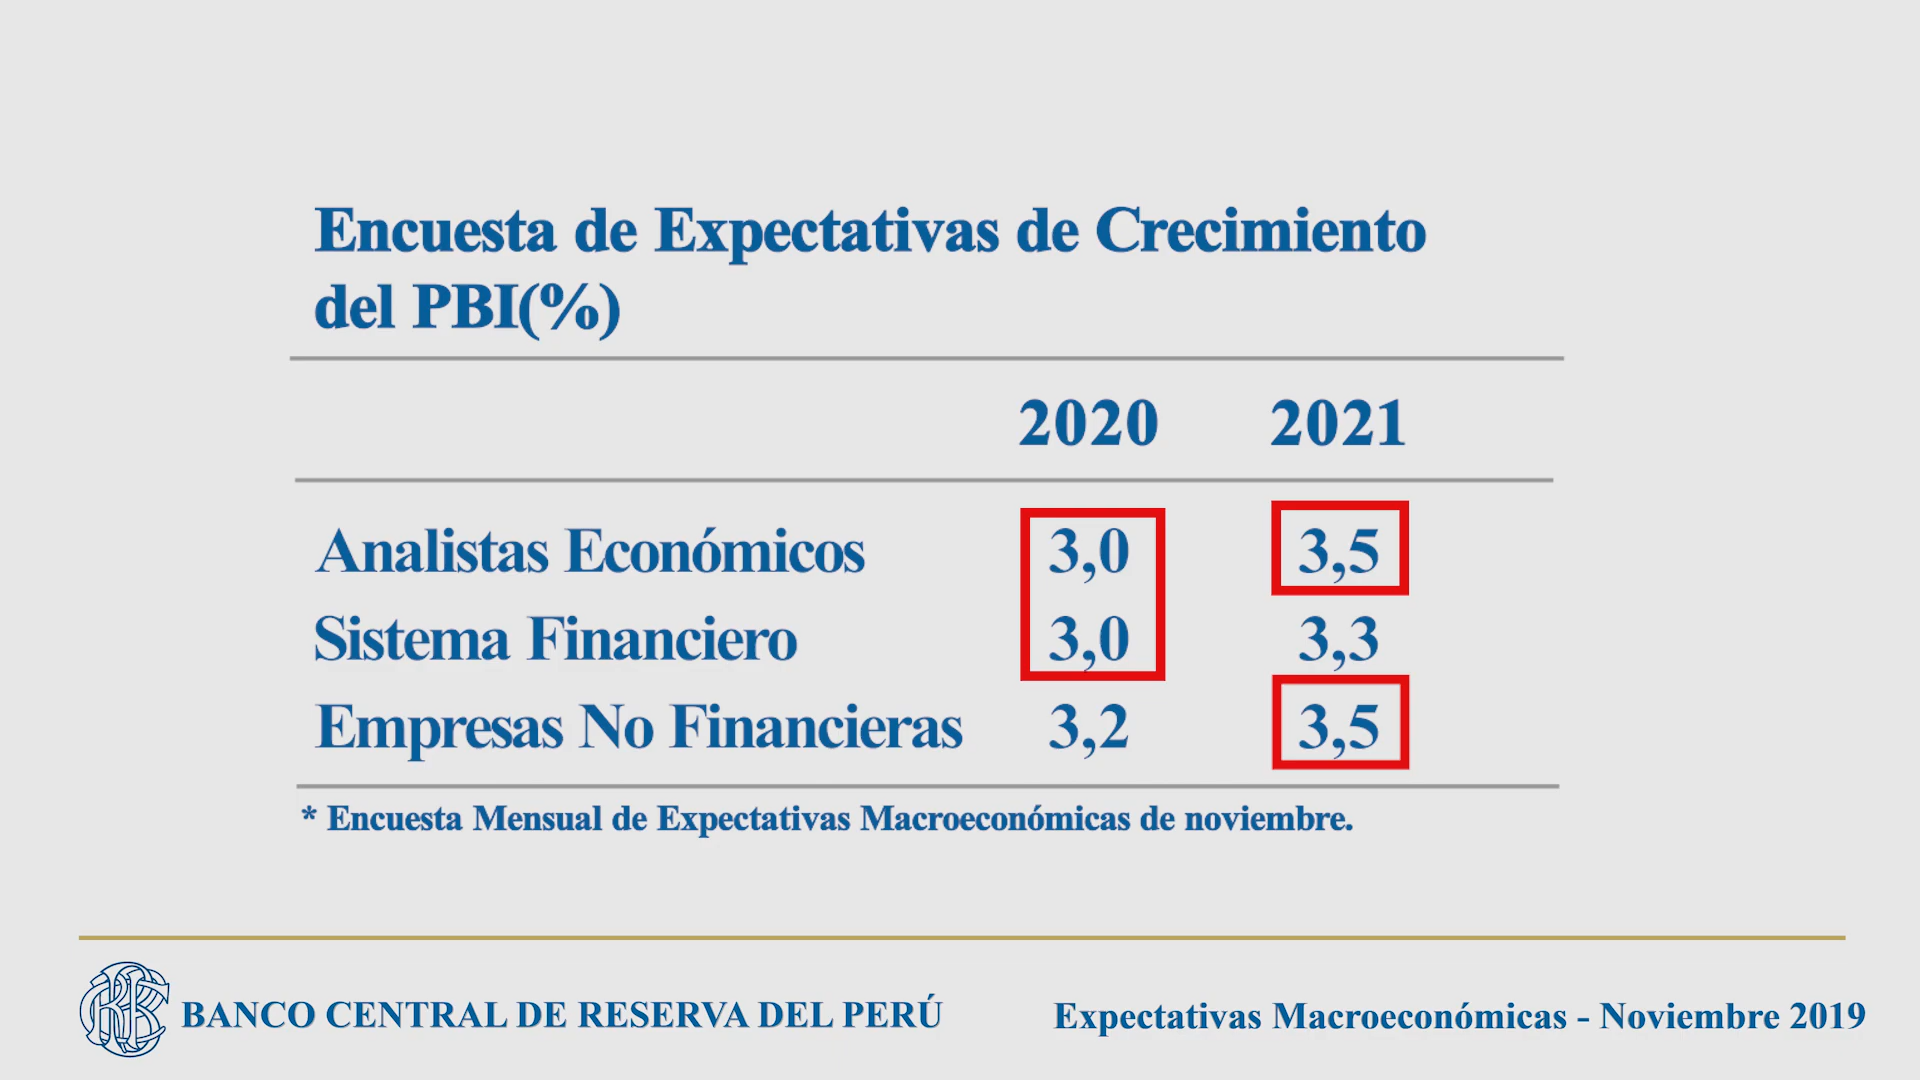 Encuesta de Expectativas de Crecimiento
del PBI(%)
2020 2021
Analistas Económicos 3,0 3,5
Sistema Financiero 3,0 3,3
Empresas No Financieras 3,2 3,5
* Encuesta Mensual de Expectativas Macroeconómicas de noviembre.
BANCO CENTRAL DE RESERVA DEL PERÚ
Expectativas Macroeconómicas - Noviembre 2019